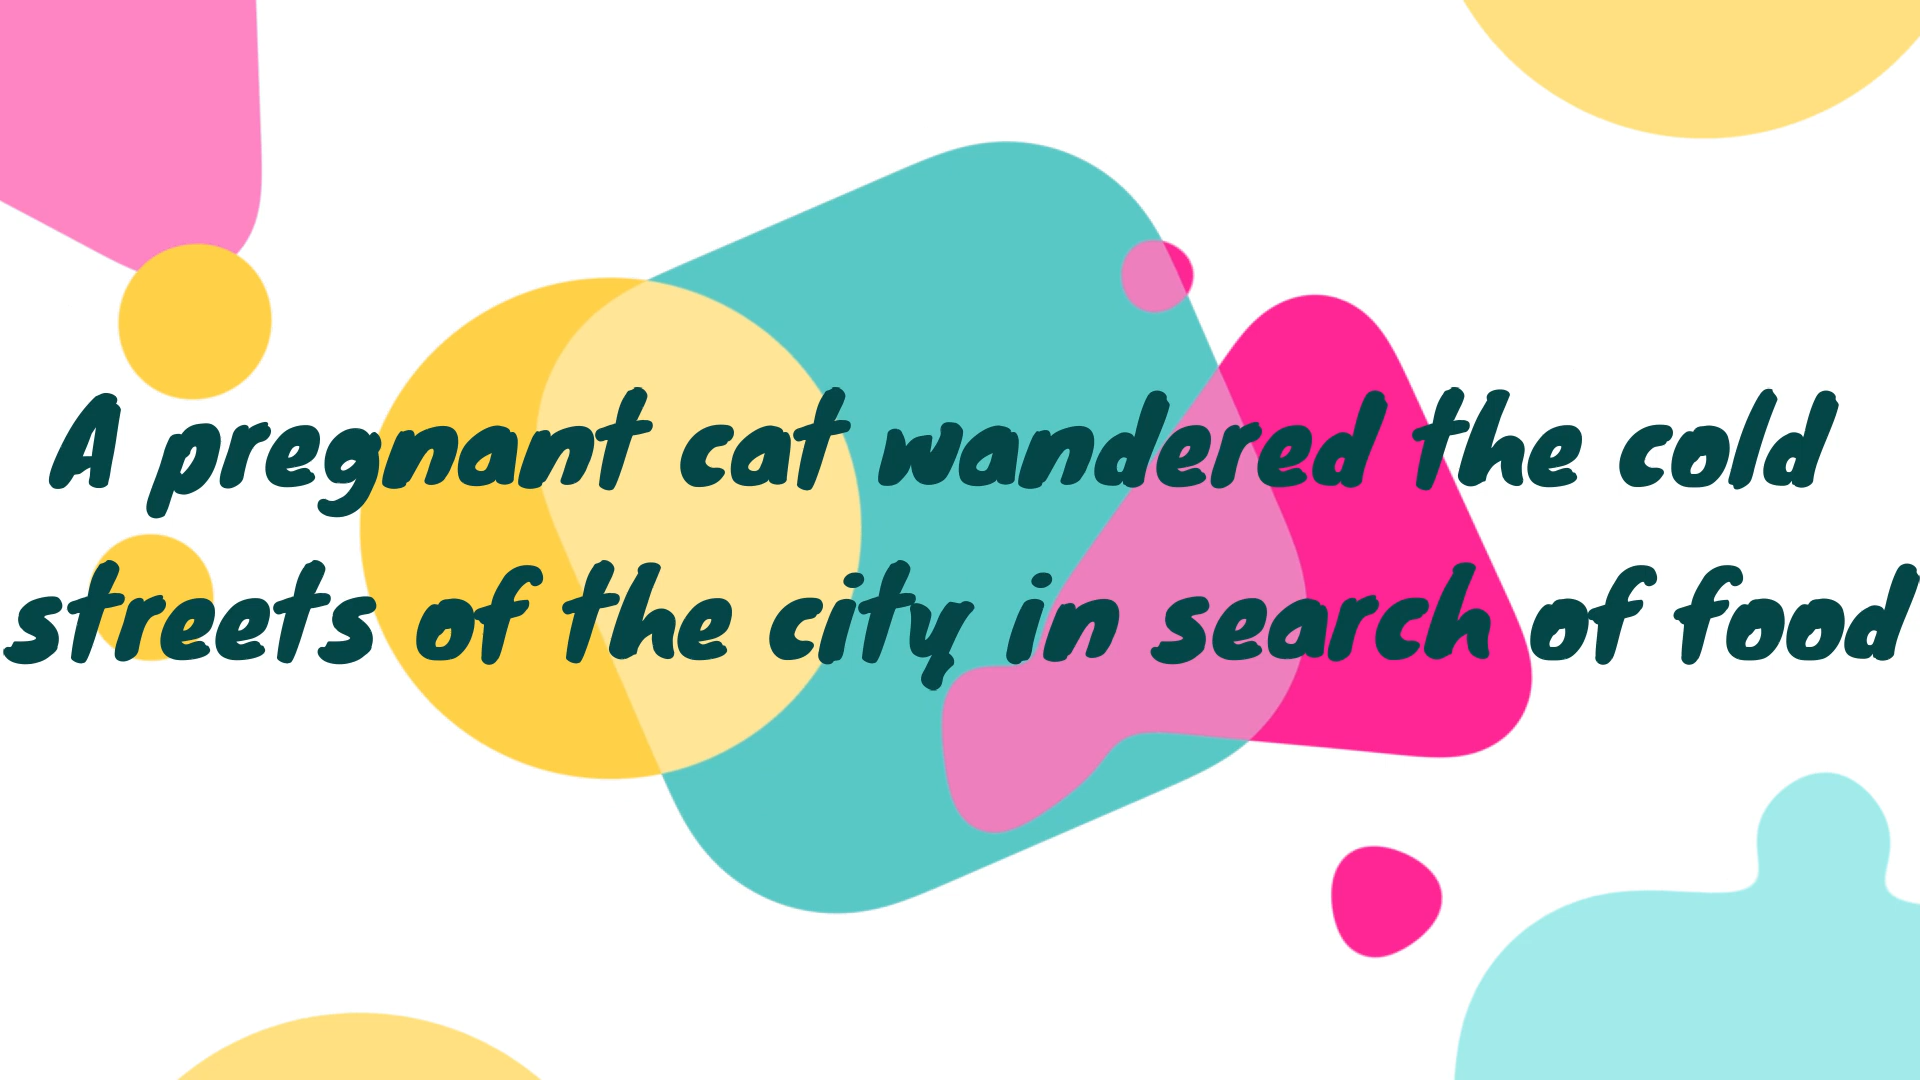 A pregnant cat wandered the cold
streets of the city in search of food